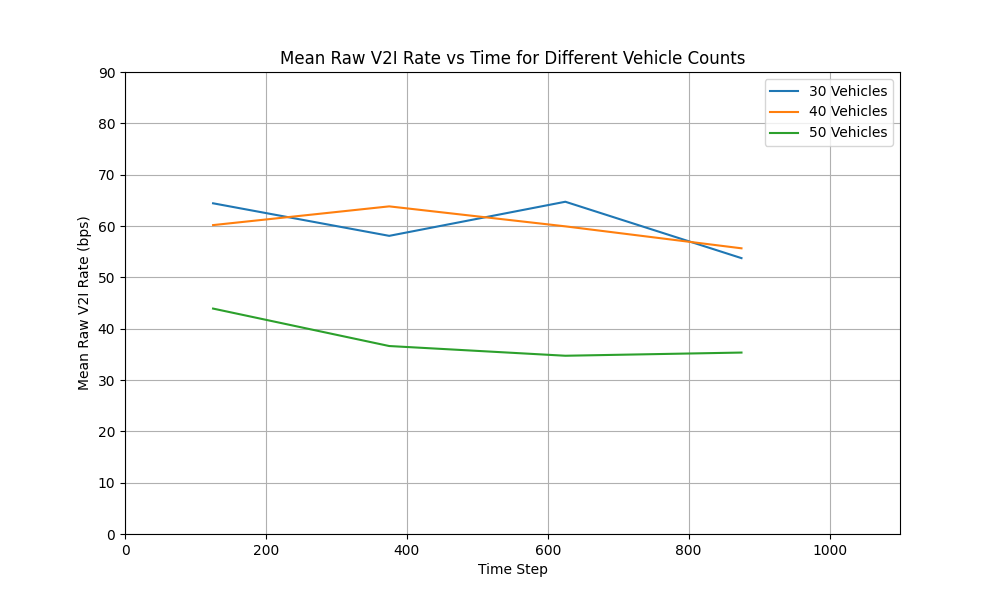 Mean Raw V2I Rate vs Time for Different Vehicle Counts
90
80
70
60
50
40
30
20
10
0
Mean Raw V2I Rate (bps)
30 Vehicles
40 Vehicles
50 Vehicles
0 200 400 600 800 1000
Time Step